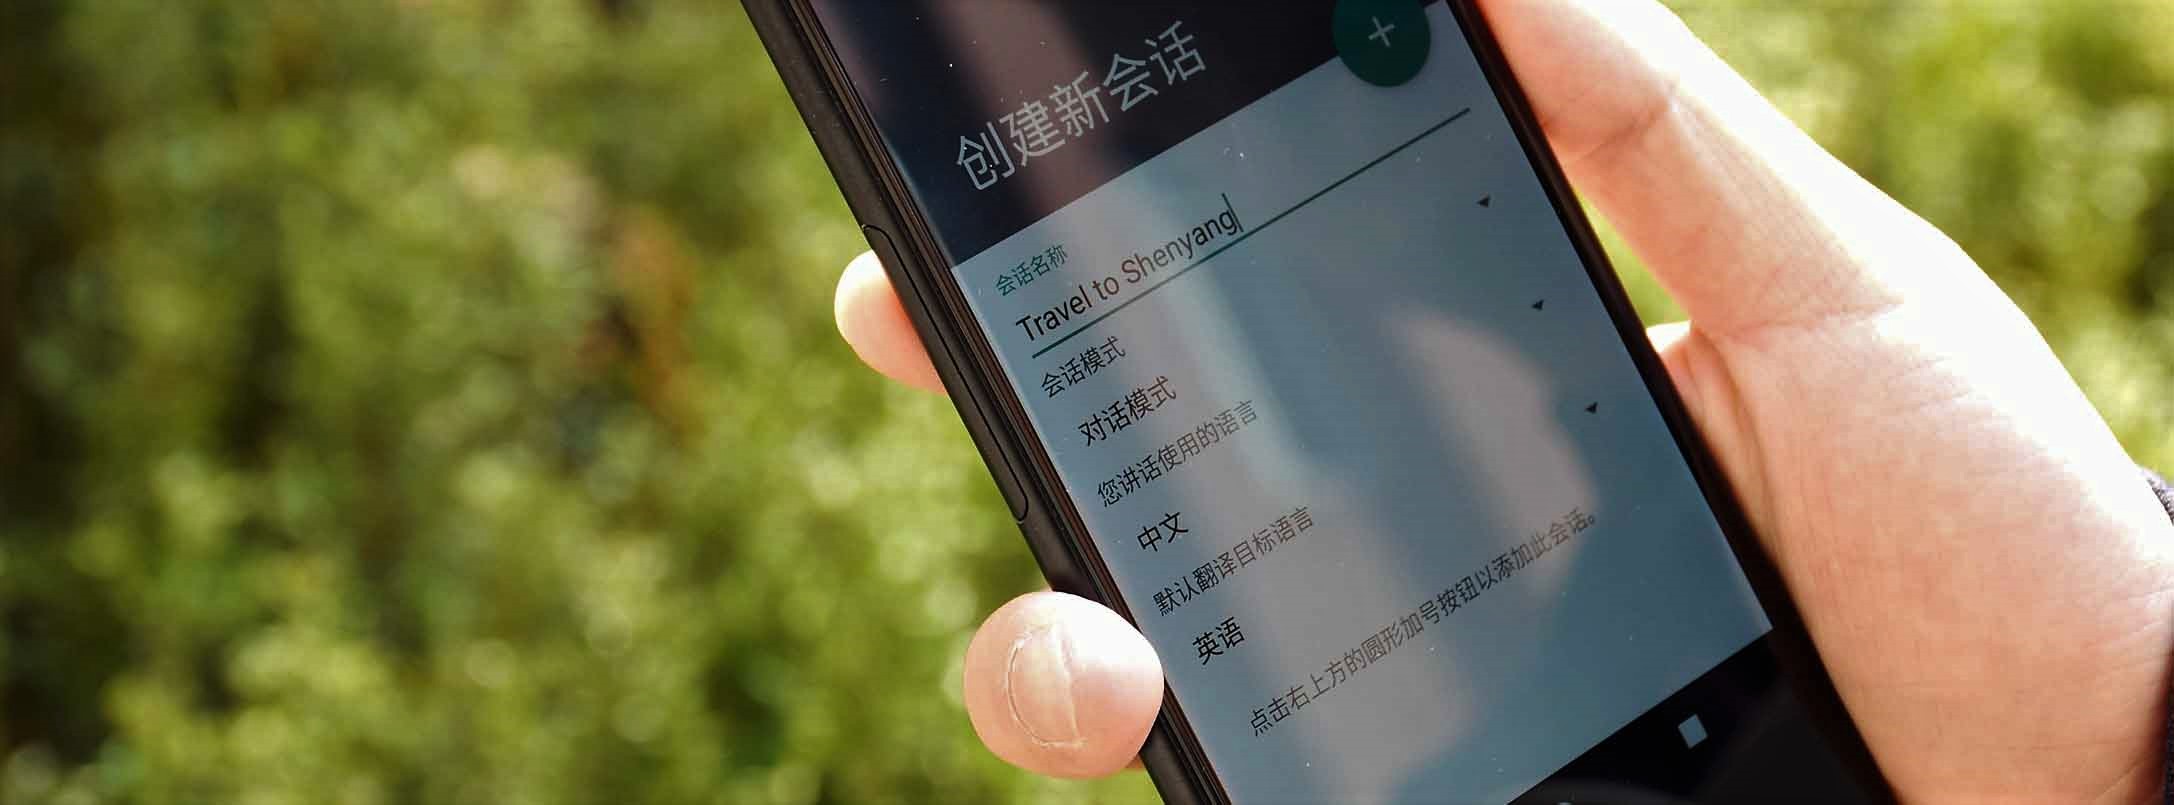 创建新会话
会话名称
Travel to Shenyang
会话模式
对话模式
您讲话使用的语言
中文
默认翻译目标语言
英语
点击右上方的圆形加号按钮以添加此会话。